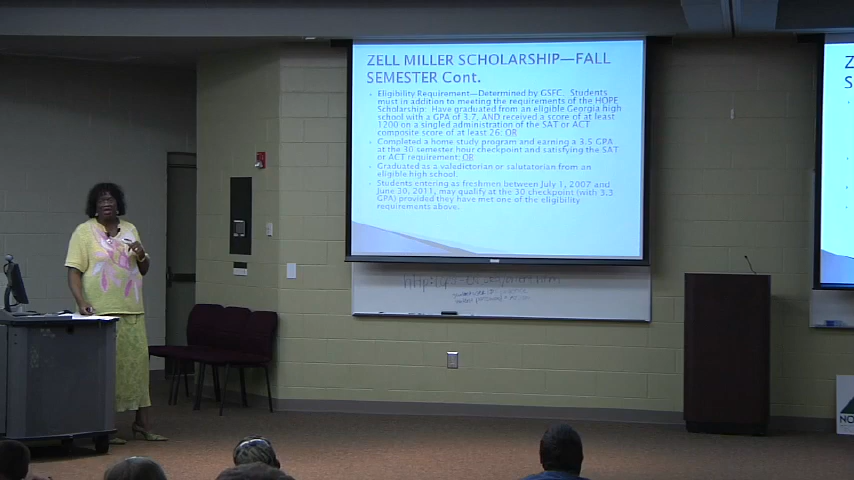 ZELL MILLER SCHOLARSHIP—FALL
SEMESTER Cont.
Eligibility Requirement—Determined by GSFC. Students
must in addition to meeting the requirements of the HOPE
Scholarship: Have graduated from an eligible Georgia high
school with a GPA of 3.7, AND received a score of at least
1200 on a singled administration of the SAT or ACT
composite score of at least 26; OR
Completed a home study program and earning a 3.5 GPA
at the 30 semester hour checkpoint and satisfying the SAT
or ACT requirement; OR
Graduated as a valedictorian or salutatorian from an
eligible high school.
Students entering as freshmen between July 1, 2007 and
June 30, 2011, may qualify at the 30 checkpoint (with 3.3
GPA) provided they have met one of the eligibility
requirements above.
Z
S
NO